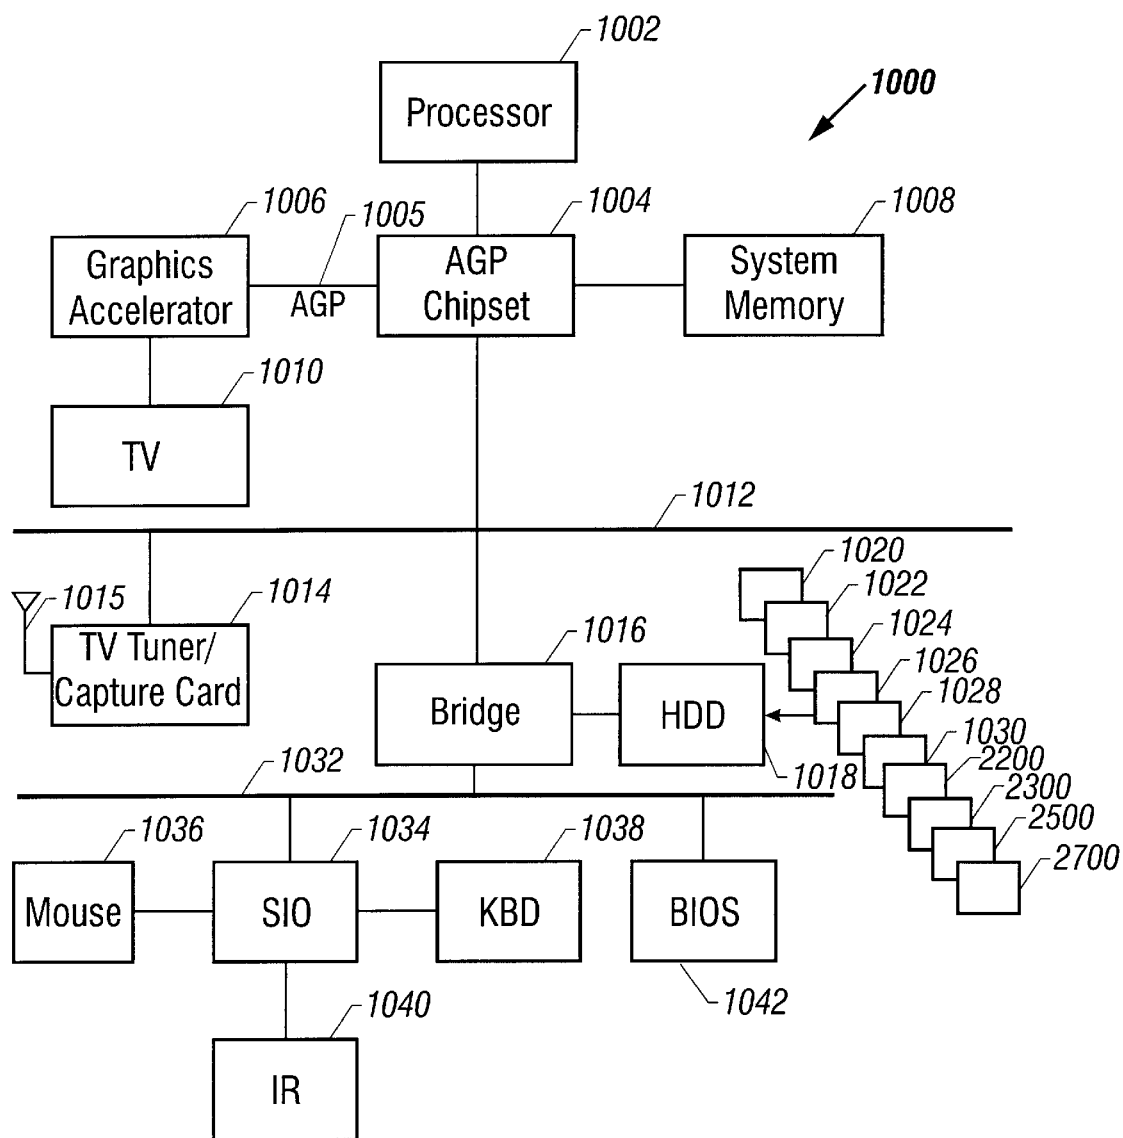 1002
Processor
1000
1006
1005
1004
1008
Graphics
Accelerator
AGP
AGP
Chipset
System
Memory
1010
TV
1012
1015
1014
TV Tuner/
Capture Card
1016
Bridge
HDD
1018
1020
1022
1024
1026
1028
1030
2200
2300
2500
2700
1032
1036
Mouse
1034
SIO
1038
KBD
BIOS
1042
1040
IR